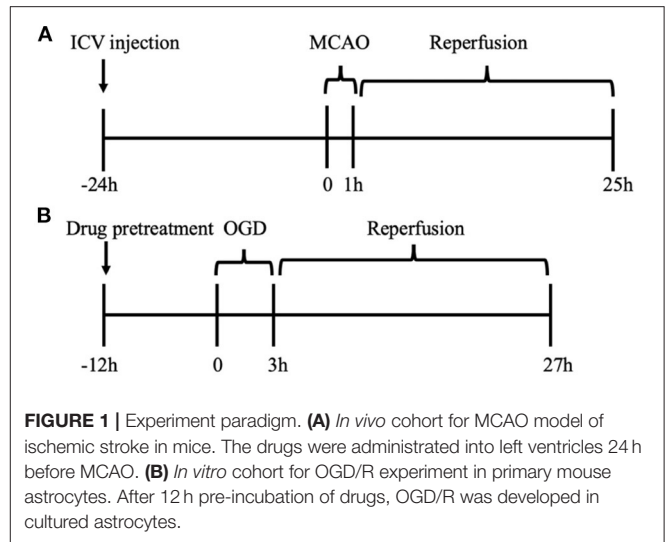 A
ICV injection MCAO Reperfusion
-24h 0 1h 25h
B
Drug pretreatment OGD Reperfusion
-12h 0 3h 27h
FIGURE 1 | Experiment paradigm. (A) In vivo cohort for MCAO model of
ischemic stroke in mice. The drugs were administrated into left ventricles 24 h
before MCAO. (B) In vitro cohort for OGD/R experiment in primary mouse
astrocytes. After 12 h pre-incubation of drugs, OGD/R was developed in
cultured astrocytes.